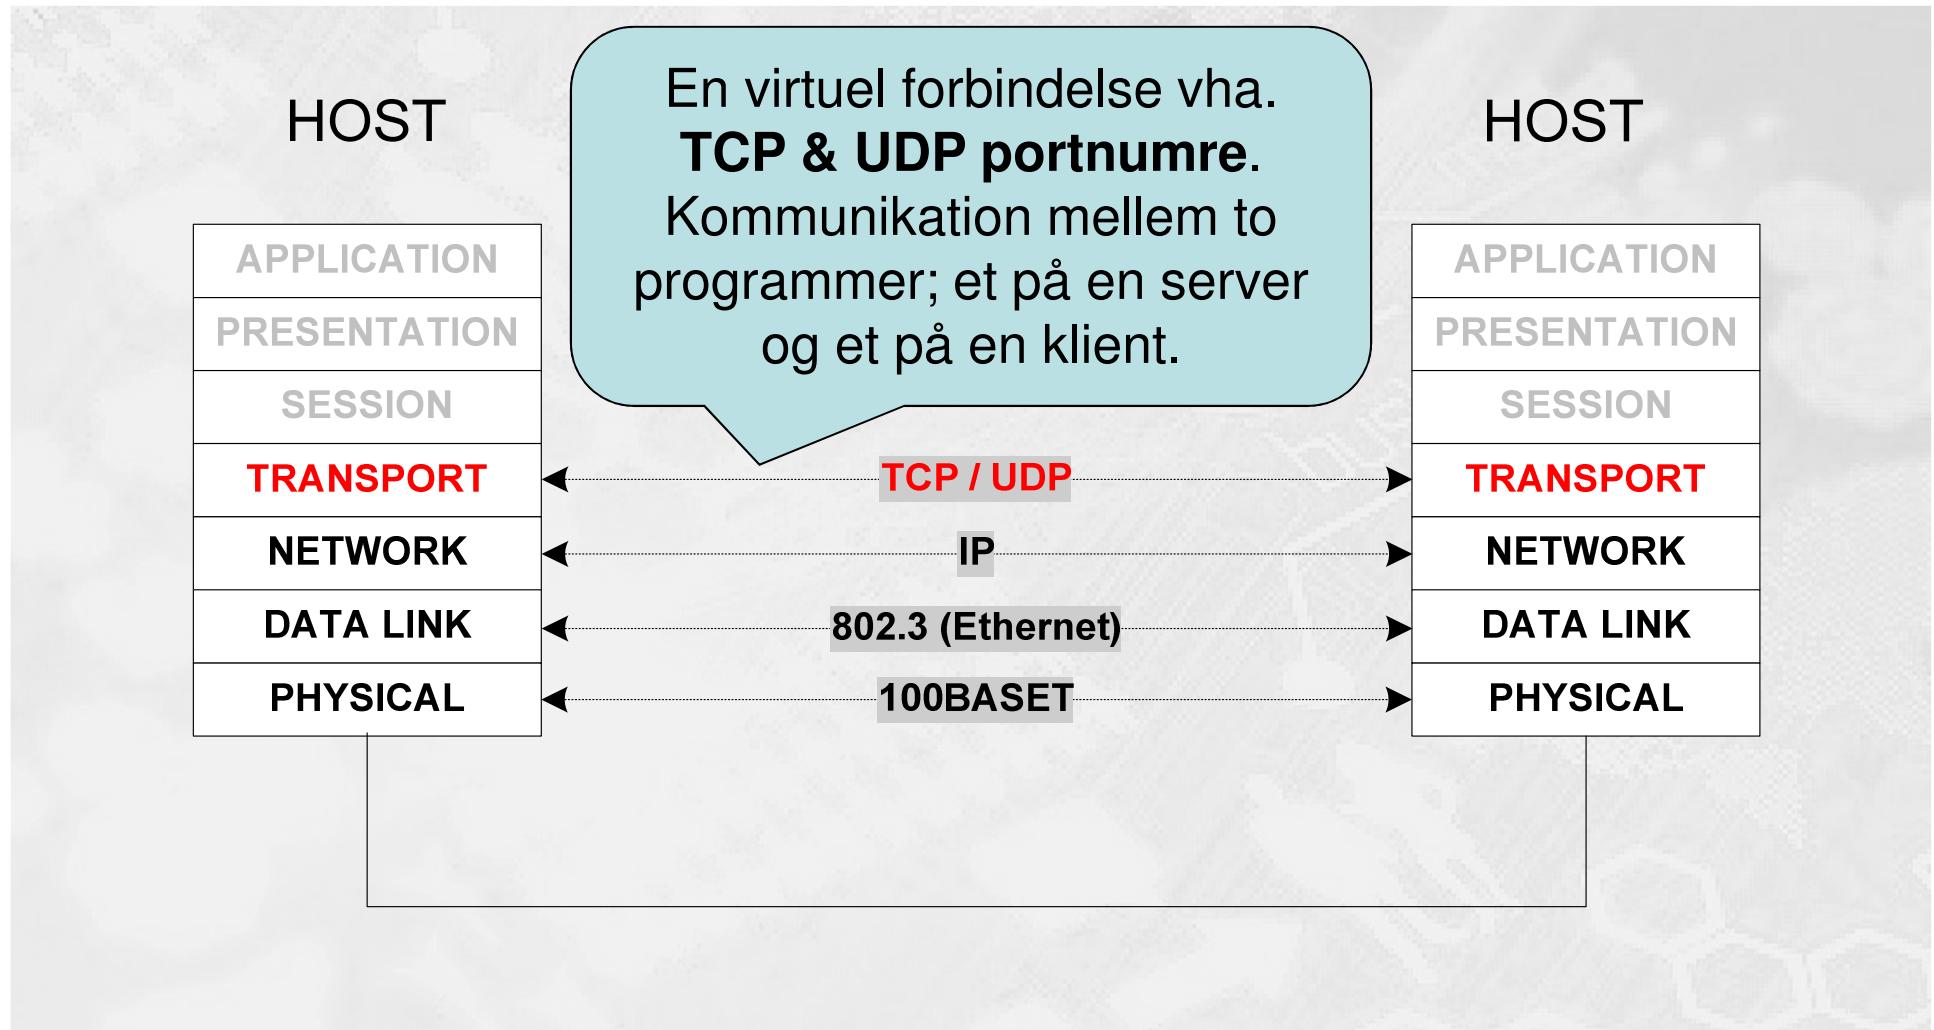 HOST
En virtuel forbindelse vha.
TCP & UDP portnumre.
Kommunikation mellem to
programmer; et på en server
og et på en klient.
HOST
APPLICATION
PRESENTATION
SESSION
TRANSPORT
NETWORK
DATA LINK
PHYSICAL
TCP / UDP
IP
802.3 (Ethernet)
100BASET
APPLICATION
PRESENTATION
SESSION
TRANSPORT
NETWORK
DATA LINK
PHYSICAL